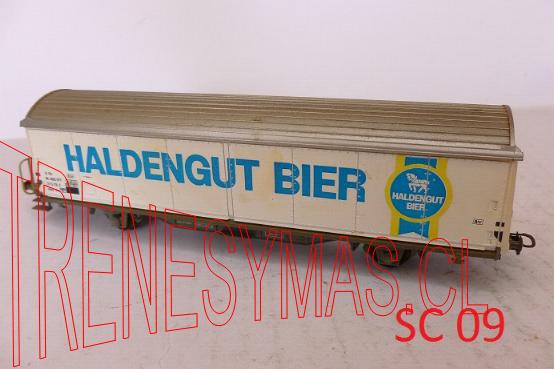 HALDENGUT BIER
HALDENGUT
BIER
TRENESYMAS.CL
SC 09